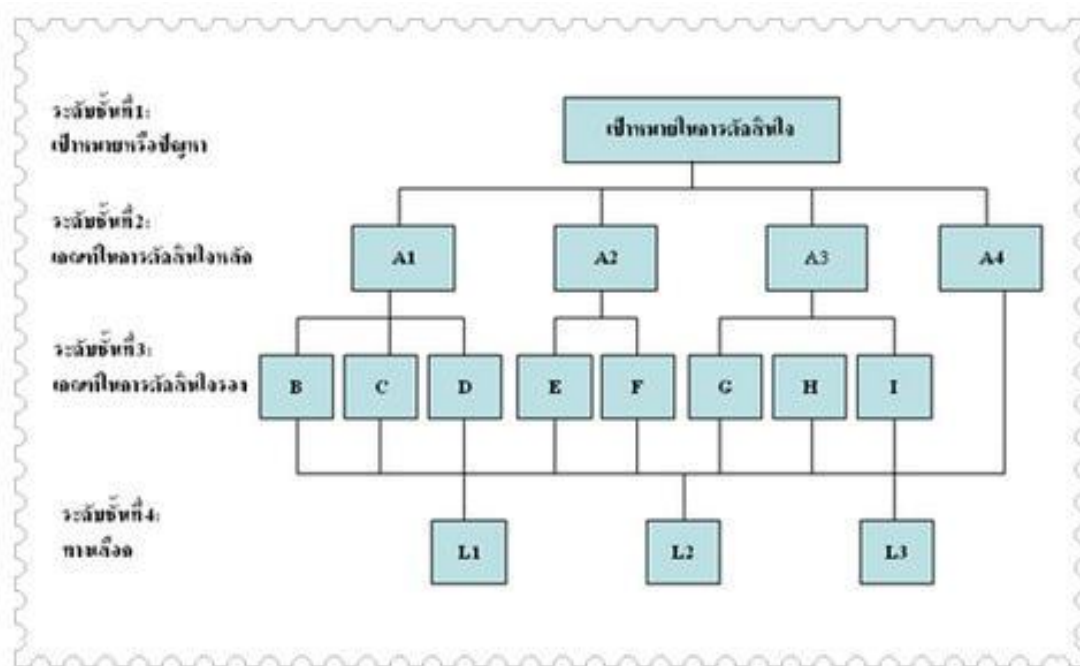 ระดับชั้นที่1:
เป้าหมายหรือปัญหา
เป้าหมายในการตัดสินใจ
ระดับชั้นที่2:
เกณฑ์ในการตัดสินใจหลัก
A1
A2
A3
A4
ระดับชั้นที่3:
เกณฑ์ในการตัดสินใจรอง
B
C
D
E
F
G
H
I
ระดับชั้นที่4:
ทางเลือก
L1
L2
L3